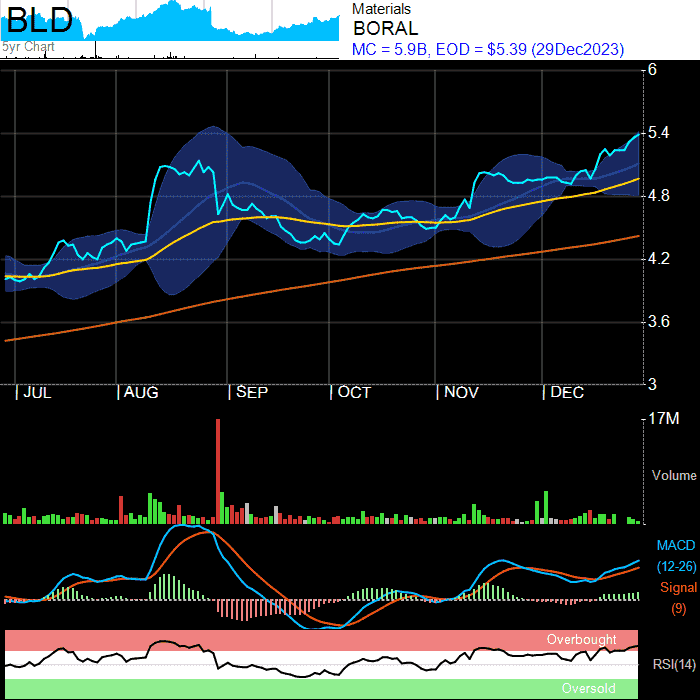 BLD
5yr Chart
Materials
BORAL
MC = 5.9B, EOD = $5.39 (29Dec2023)
6
5.4
4.8
4.2
3.6
3
JUL AUG SEP OCT NOV DEC
17M
Volume
MACD
(12-26)
Signal
(9)
Overbought
RSI(14)
Oversold